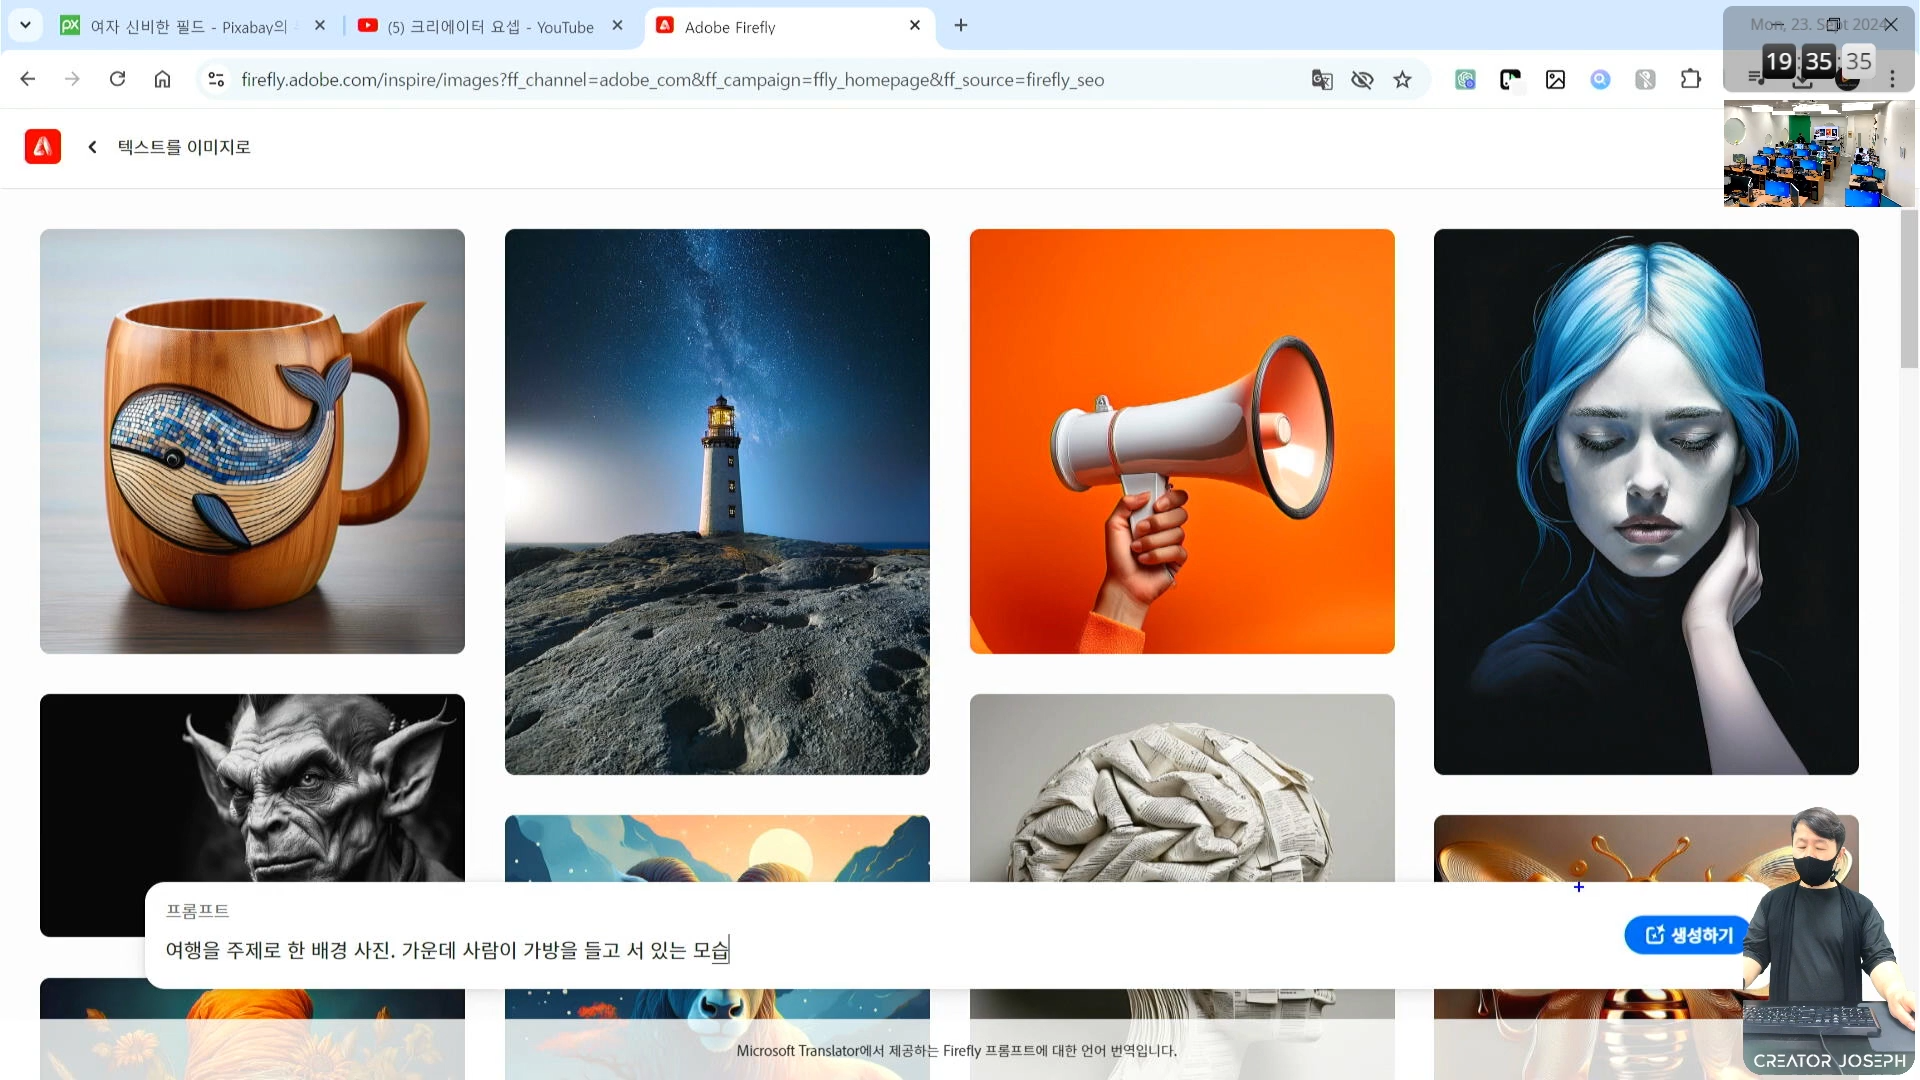 여자 신비한 필드 - Pixabay의
(5) 크리에이터 요셉 - YouTube
Adobe Firefly
Mon, 23. Sept 2024
19 35 35
firefly.adobe.com/inspire/images?ff_channel=adobe_com&ff_campaign=ffly_homepage&ff_source=firefly_seo
텍스트를 이미지로
프롬프트
여행을 주제로 한 배경 사진. 가운데 사람이 가방을 들고 서 있는 모습
생성하기
Microsoft Translator에서 제공하는 Firefly 프롬프트에 대한 언어 번역입니다.
CREATOR JOSEPH